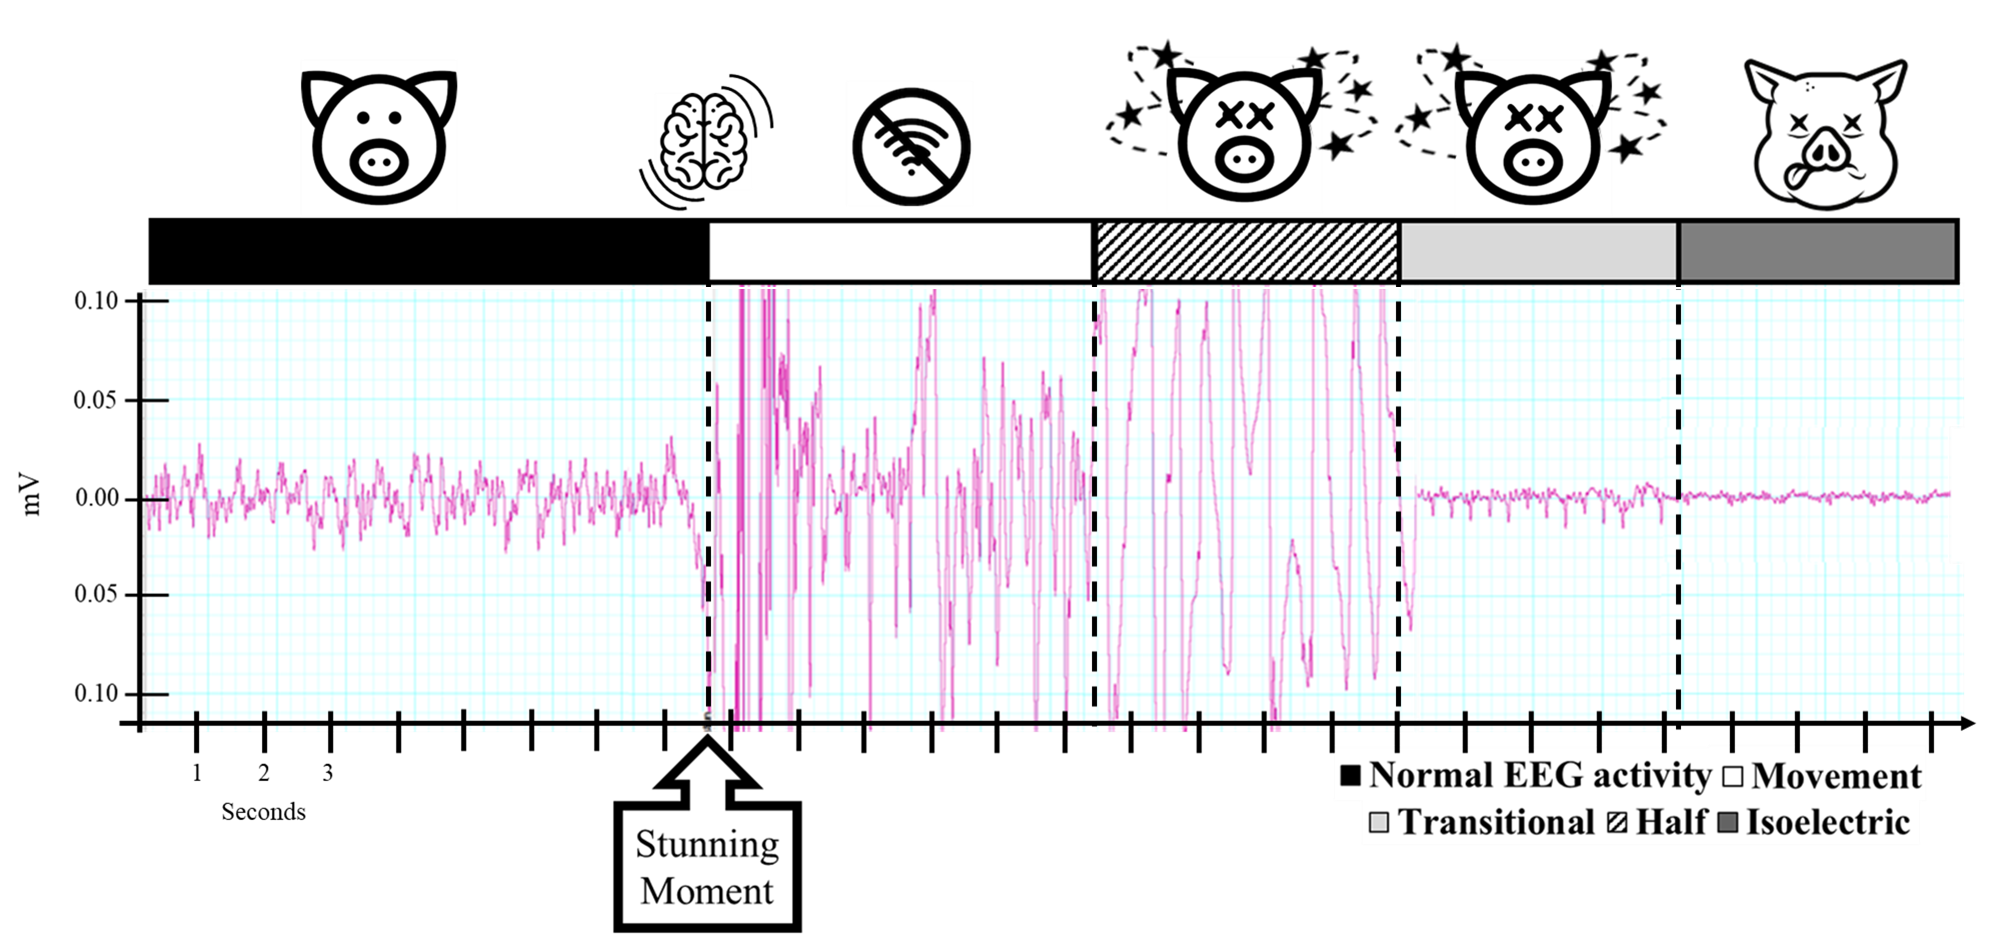 0.10
0.05
0.00
0.05
0.10
mV
1 2 3
Seconds
Stunning
Moment
Normal EEG activity Movement
Transitional Half Isoelectric